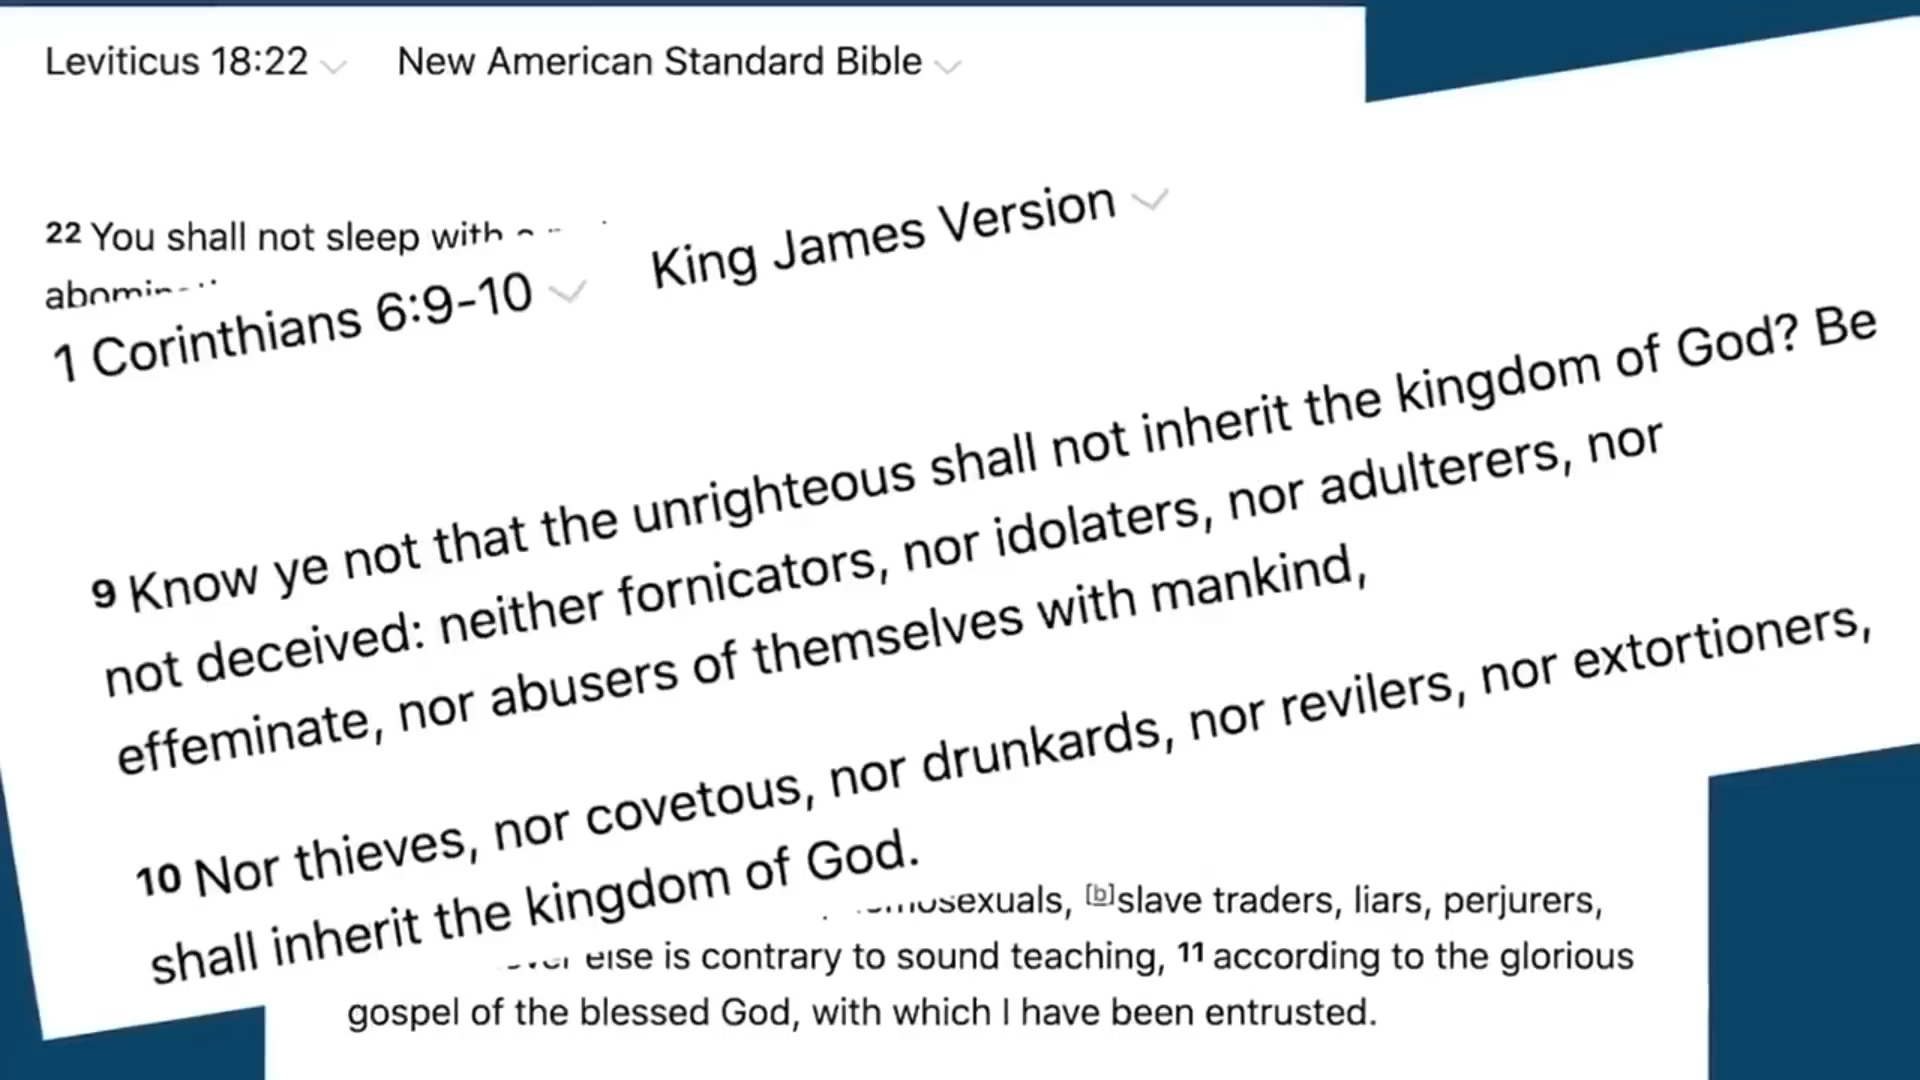 Leviticus 18:22 New American Standard Bible
22 You shall not sleep with
1 Corinthians 6:9-10 King James Version
9 Know ye not that the unrighteous shall not inherit the kingdom of God? Be
not deceived: neither fornicators, nor idolaters, nor adulterers, nor
effeminate, nor abusers of themselves with mankind,
10 Nor thieves, nor covetous, nor drunkards, nor revilers, nor extortioners,
shall inherit the kingdom of God.
[b]slave traders, liars, perjurers,
else is contrary to sound teaching, 11 according to the glorious
gospel of the blessed God, with which I have been entrusted.